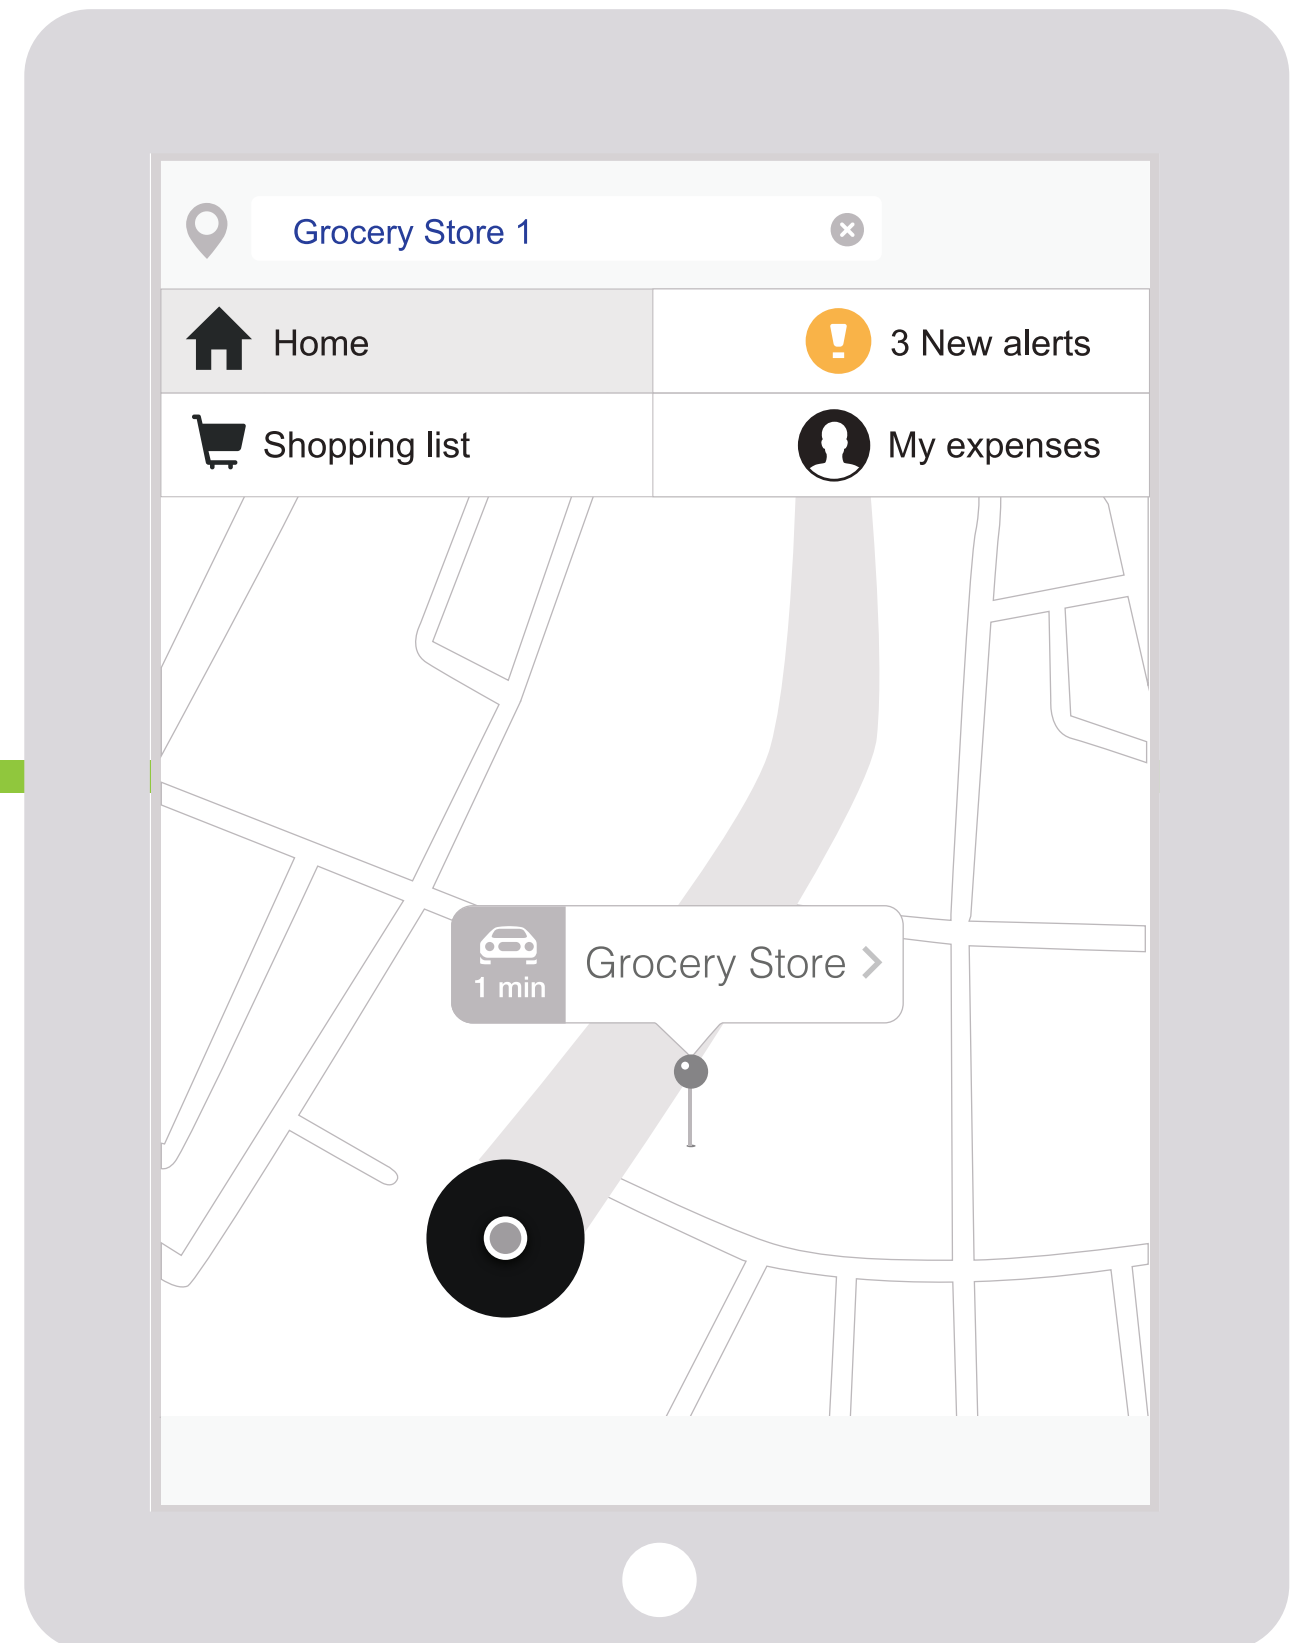 Grocery Store 1
Home
3 New alerts
Shopping list
My expenses
Grocery Store
1 min